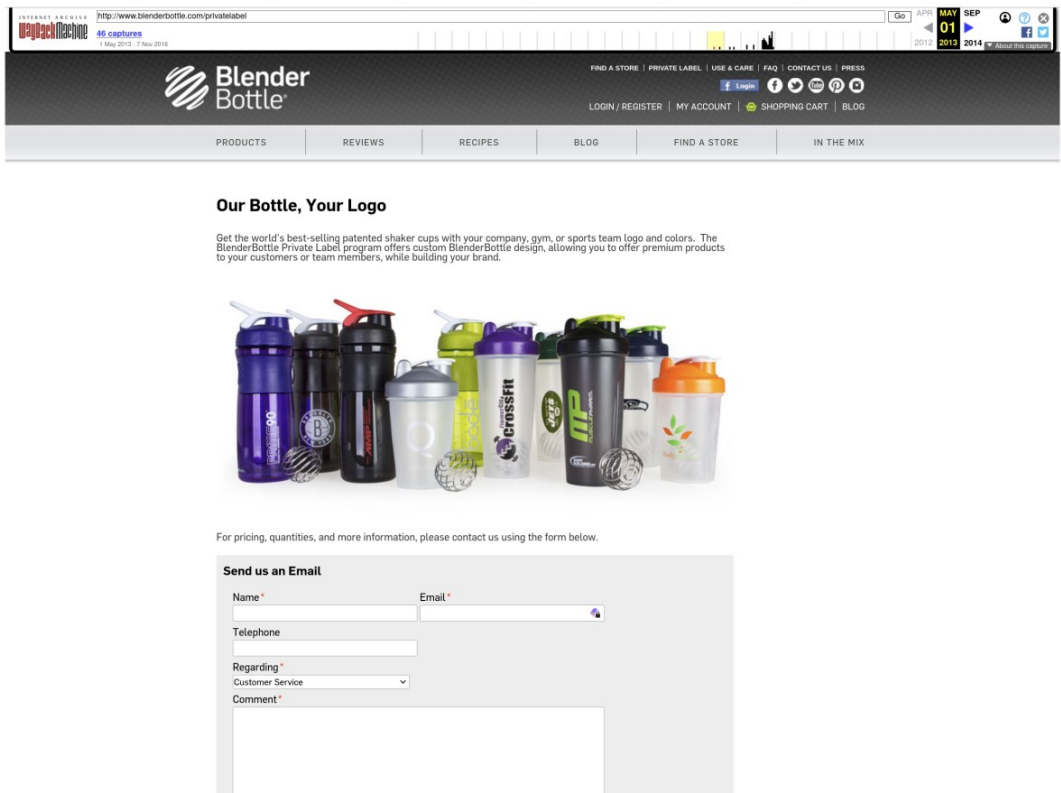 INTERNET ARCHIVE
WayBackMachine
http://www.blenderbottle.com/privatelabel
Go
APR
MAY
SEP
46 captures
01
1 May 2013 - 7 Nov 2016
2012
2013
2014
▼ About this capture
Blender
Bottle®
FIND A STORE | PRIVATE LABEL | USE & CARE | FAQ | CONTACT US | PRESS
f Login
LOGIN / REGISTER | MY ACCOUNT | SHOPPING CART | BLOG
PRODUCTS
REVIEWS
RECIPES
BLOG
FIND A STORE
IN THE MIX
Our Bottle, Your Logo
Get the world's best-selling patented shaker cups with your company, gym, or sports team logo and colors. The
BlenderBottle Private Label program offers custom BlenderBottle design, allowing you to offer premium products
to your customers or team members, while building your brand.
BROOKLYN
B
AMP
Q
CrossFit
JETS
MP
MUSCLEPHARM
For pricing, quantities, and more information, please contact us using the form below.
Send us an Email
Name*
Email*
Telephone
Regarding*
Customer Service
Comment*